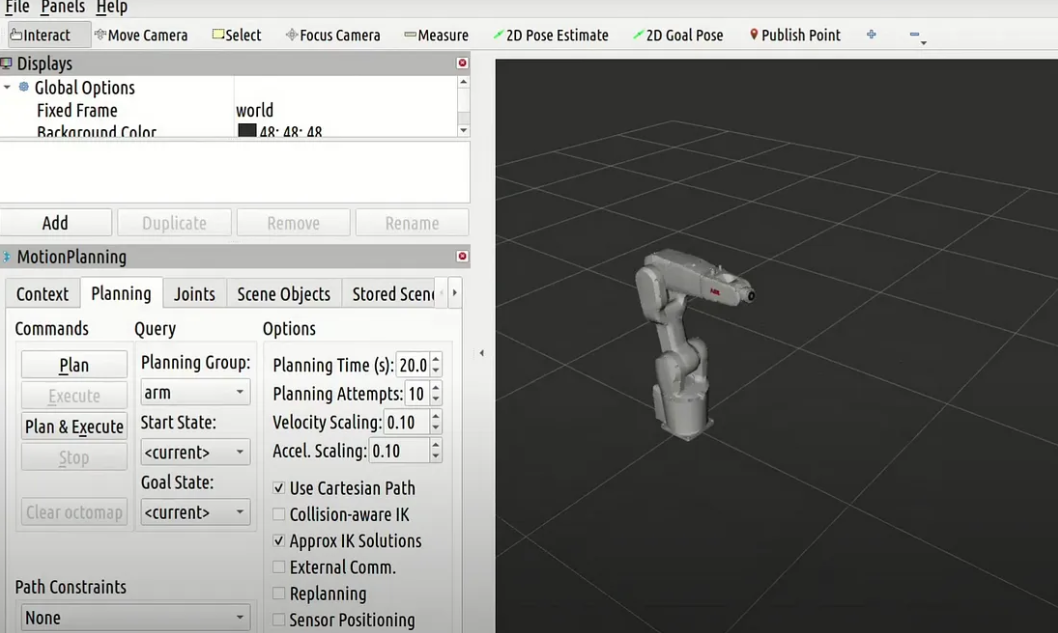 File Panels Help
Interact Move Camera Select Focus Camera Measure 2D Pose Estimate 2D Goal Pose Publish Point
Displays
Global Options
Fixed Frame world
Background Color 48; 48; 48
Add Duplicate Remove Rename
MotionPlanning
Context Planning Joints Scene Objects Stored Scene
Commands Query Options
Plan
Execute
Plan & Execute
Stop
Clear octomap
Planning Group:
arm
Start State:
<current>
Goal State:
<current>
Planning Time (s): 20.0
Planning Attempts: 10
Velocity Scaling: 0.10
Accel. Scaling: 0.10
Use Cartesian Path
Collision-aware IK
Approx IK Solutions
External Comm.
Replanning
Sensor Positioning
Path Constraints
None
ABB